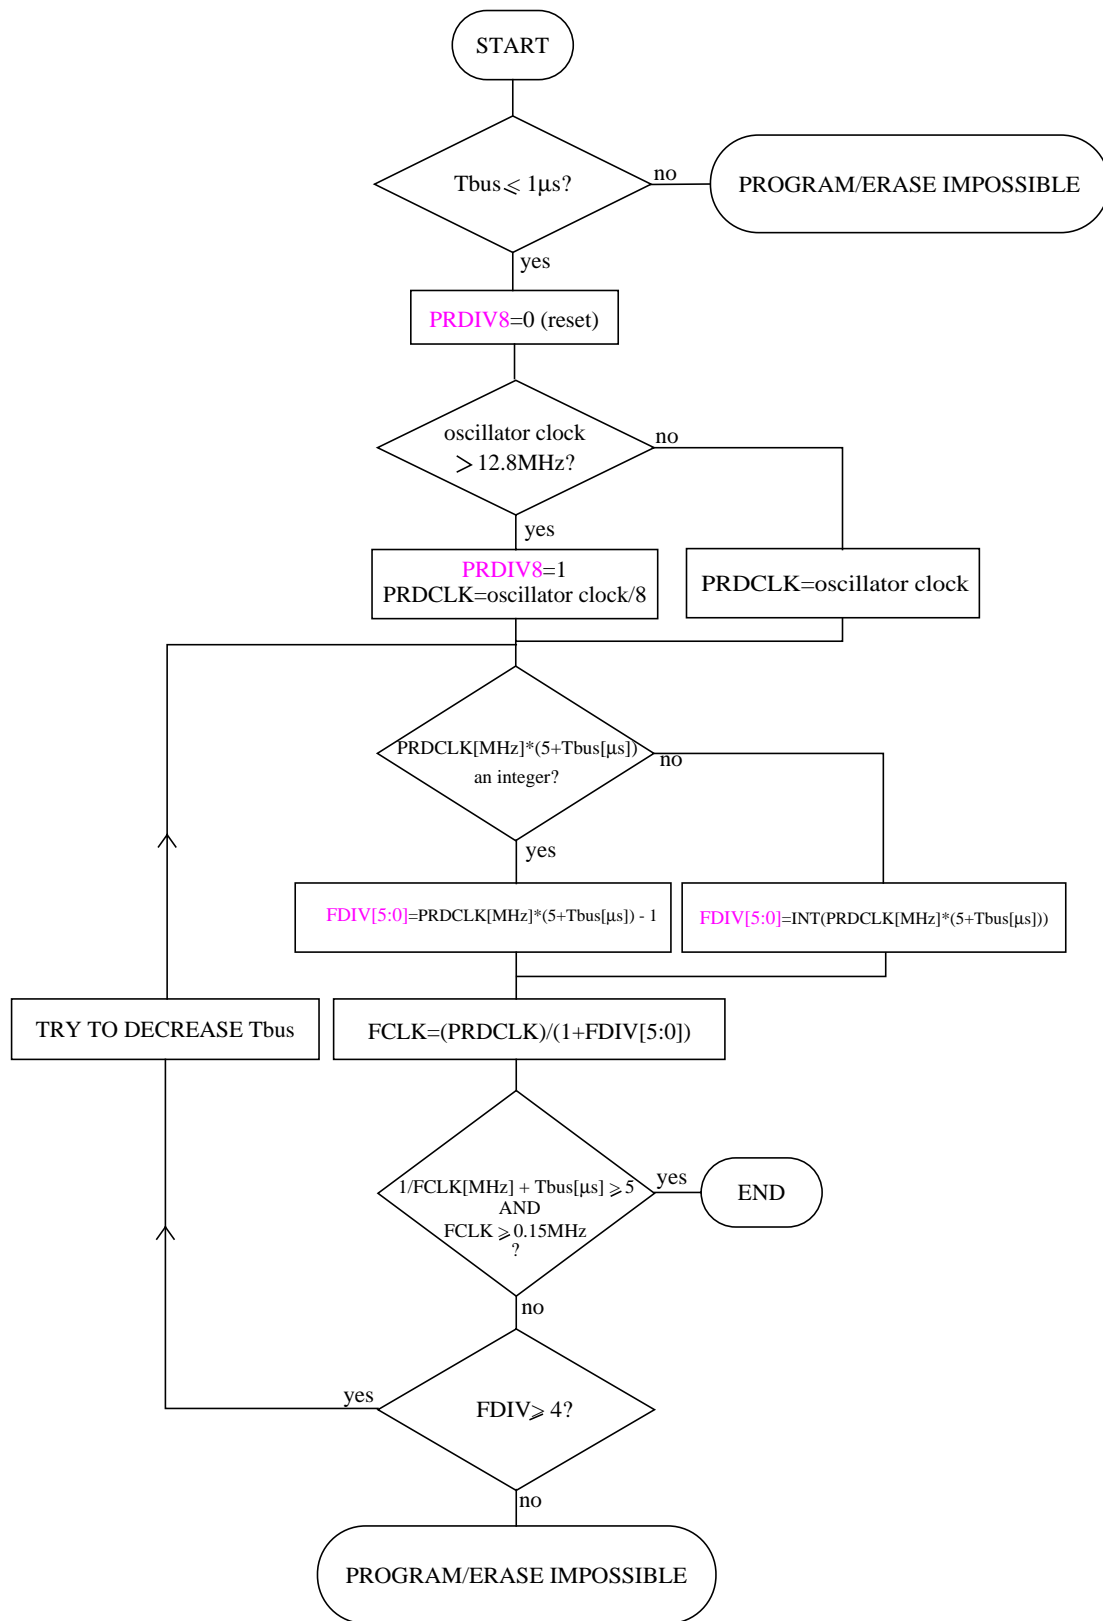 START
Tbus ⩽ 1μs?
no
PROGRAM/ERASE IMPOSSIBLE
yes
PRDIV8=0 (reset)
oscillator clock
> 12.8MHz?
no
yes
PRDIV8=1
PRDCLK=oscillator clock/8
PRDCLK=oscillator clock
PRDCLK[MHz]*(5+Tbus[μs])
an integer?
no
yes
FDIV[5:0]=PRDCLK[MHz]*(5+Tbus[μs]) - 1
FDIV[5:0]=INT(PRDCLK[MHz]*(5+Tbus[μs]))
TRY TO DECREASE Tbus
FCLK=(PRDCLK)/(1+FDIV[5:0])
1/FCLK[MHz] + Tbus[μs] ⩾ 5
AND
FCLK ⩾ 0.15MHz
?
yes
END
no
yes
FDIV ⩾ 4?
no
PROGRAM/ERASE IMPOSSIBLE